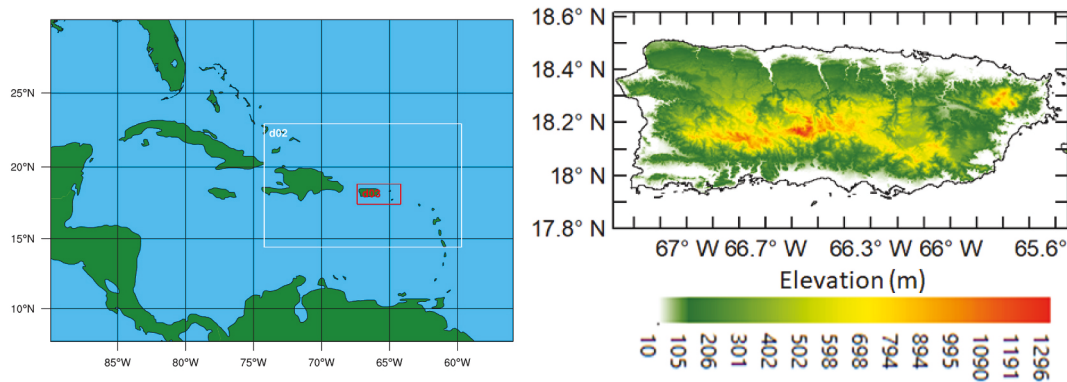 25°N
20°N
15°N
10°N
85°W 80°W 75°W 70°W 65°W 60°W
d02
18.6° N
18.4° N
18.2° N
18° N
17.8° N
67° W 66.7° W 66.3° W 66° W 65.6°
Elevation (m)
10 105 206 301 402 502 598 698 794 894 995 1090 1191 1296